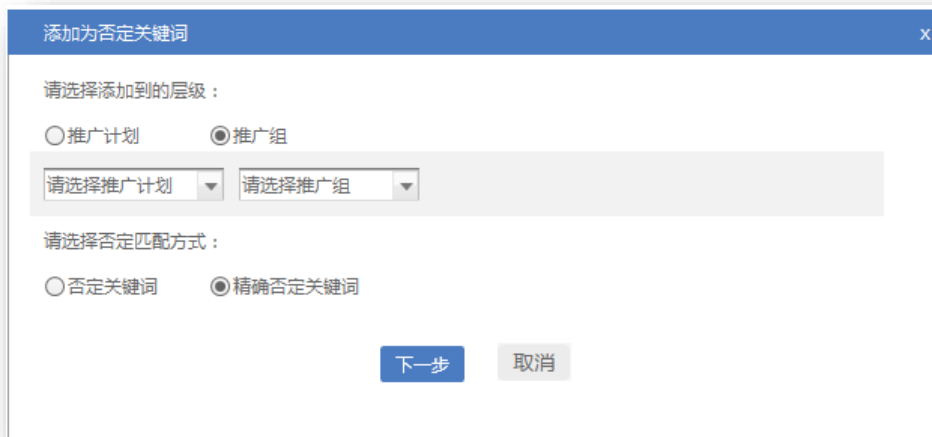 添加为否定关键词 x
请选择添加到的层级：
推广计划 推广组
请选择推广计划 请选择推广组
请选择否定匹配方式：
否定关键词 精确否定关键词
下一步 取消